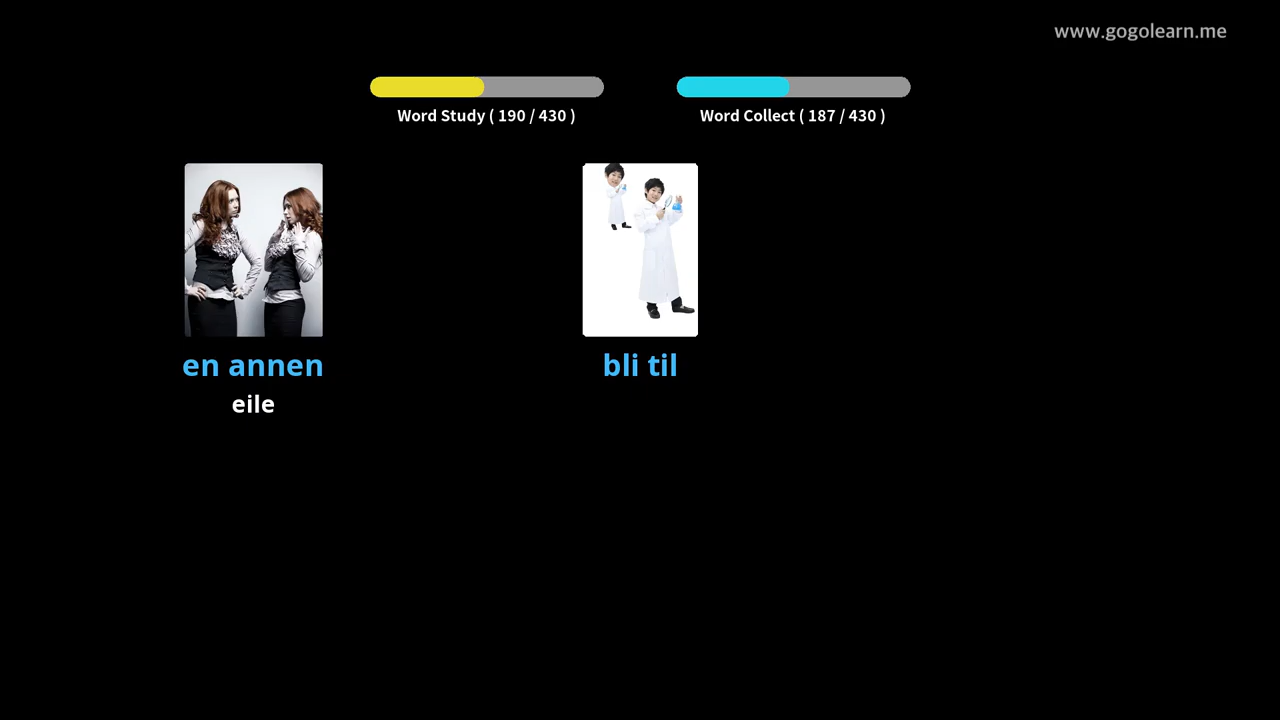 www.gogolearn.me
Word Study ( 190 / 430 )
Word Collect ( 187 / 430 )
en annen
bli til
eile